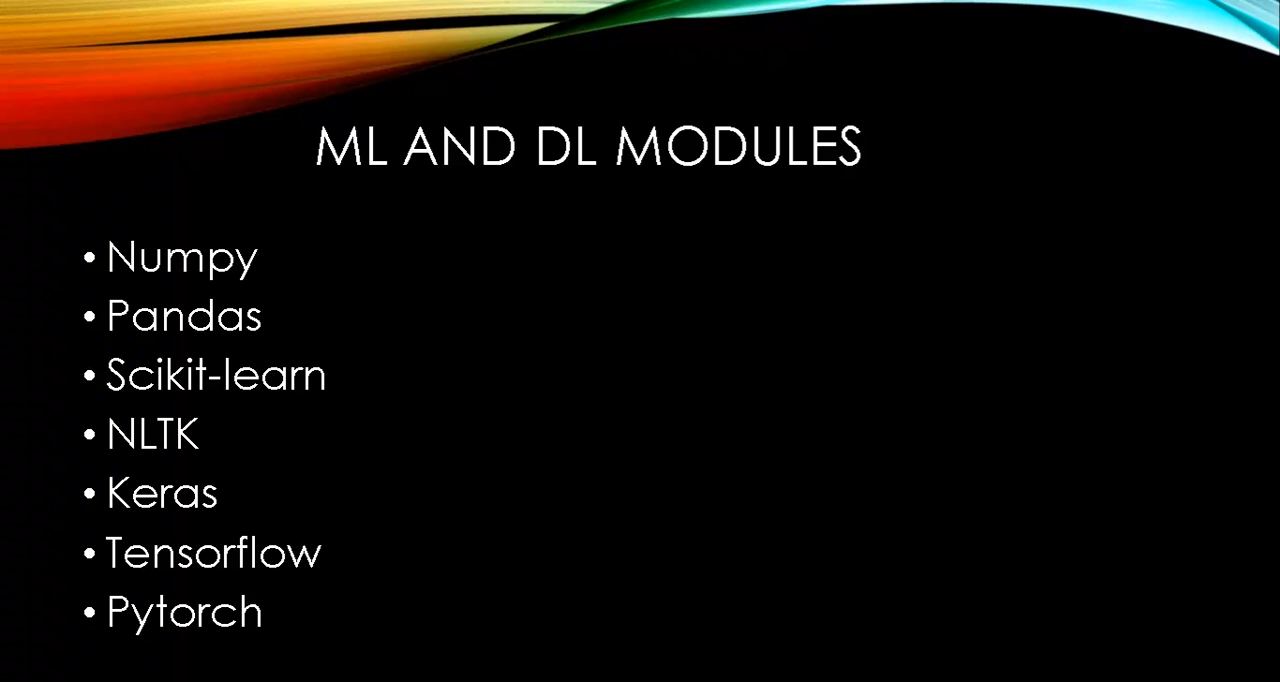 ML AND DL MODULES
• Numpy
• Pandas
• Scikit-learn
• NLTK
• Keras
• Tensorflow
• Pytorch